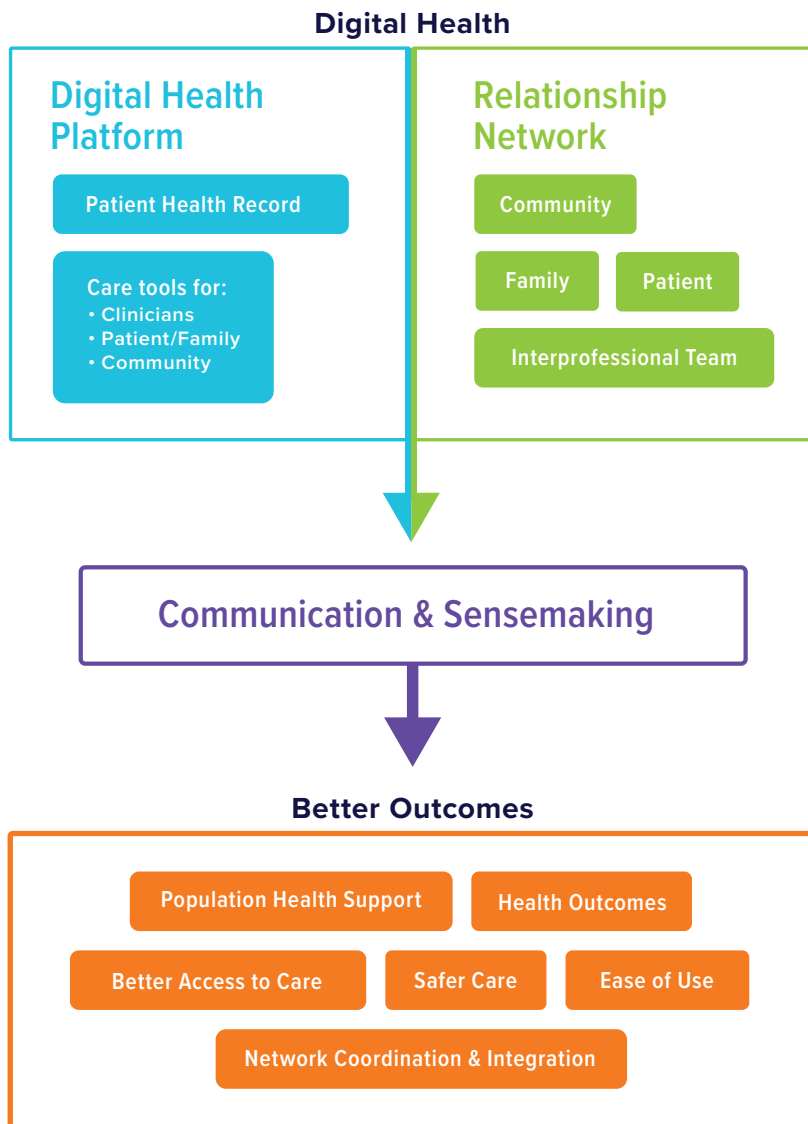 Digital Health
Digital Health
Platform
Patient Health Record
Care tools for:
• Clinicians
• Patient/Family
• Community
Relationship
Network
Community
Family
Patient
Interprofessional Team
Communication & Sensemaking
Better Outcomes
Population Health Support
Health Outcomes
Better Access to Care
Safer Care
Ease of Use
Network Coordination & Integration